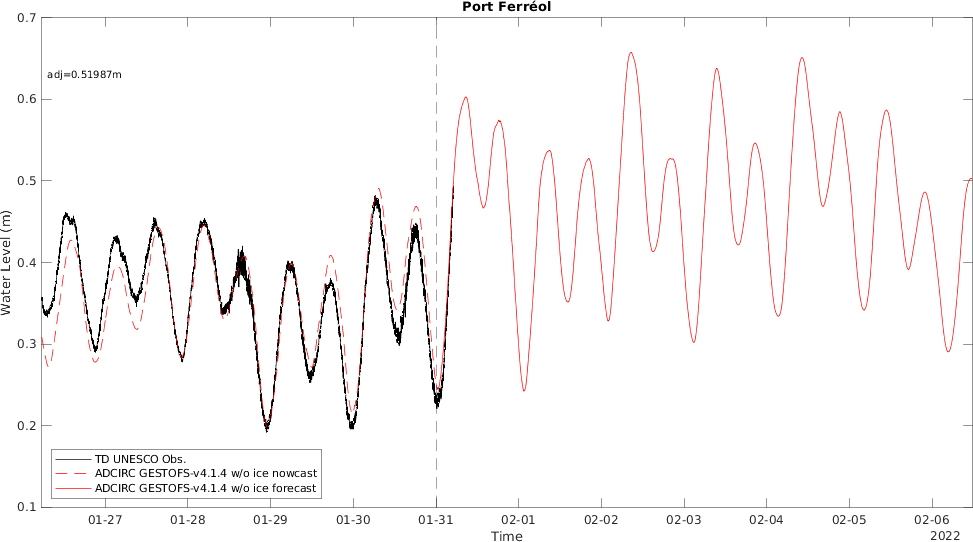 Port Ferréol
adj=0.51987m
Water Level (m)
0.7
0.6
0.5
0.4
0.3
0.2
0.1
TD UNESCO Obs.
ADCIRC GESTOFS-v4.1.4 w/o ice nowcast
ADCIRC GESTOFS-v4.1.4 w/o ice forecast
01-27 01-28 01-29 01-30 01-31 02-01 02-02 02-03 02-04 02-05 02-06
Time
2022